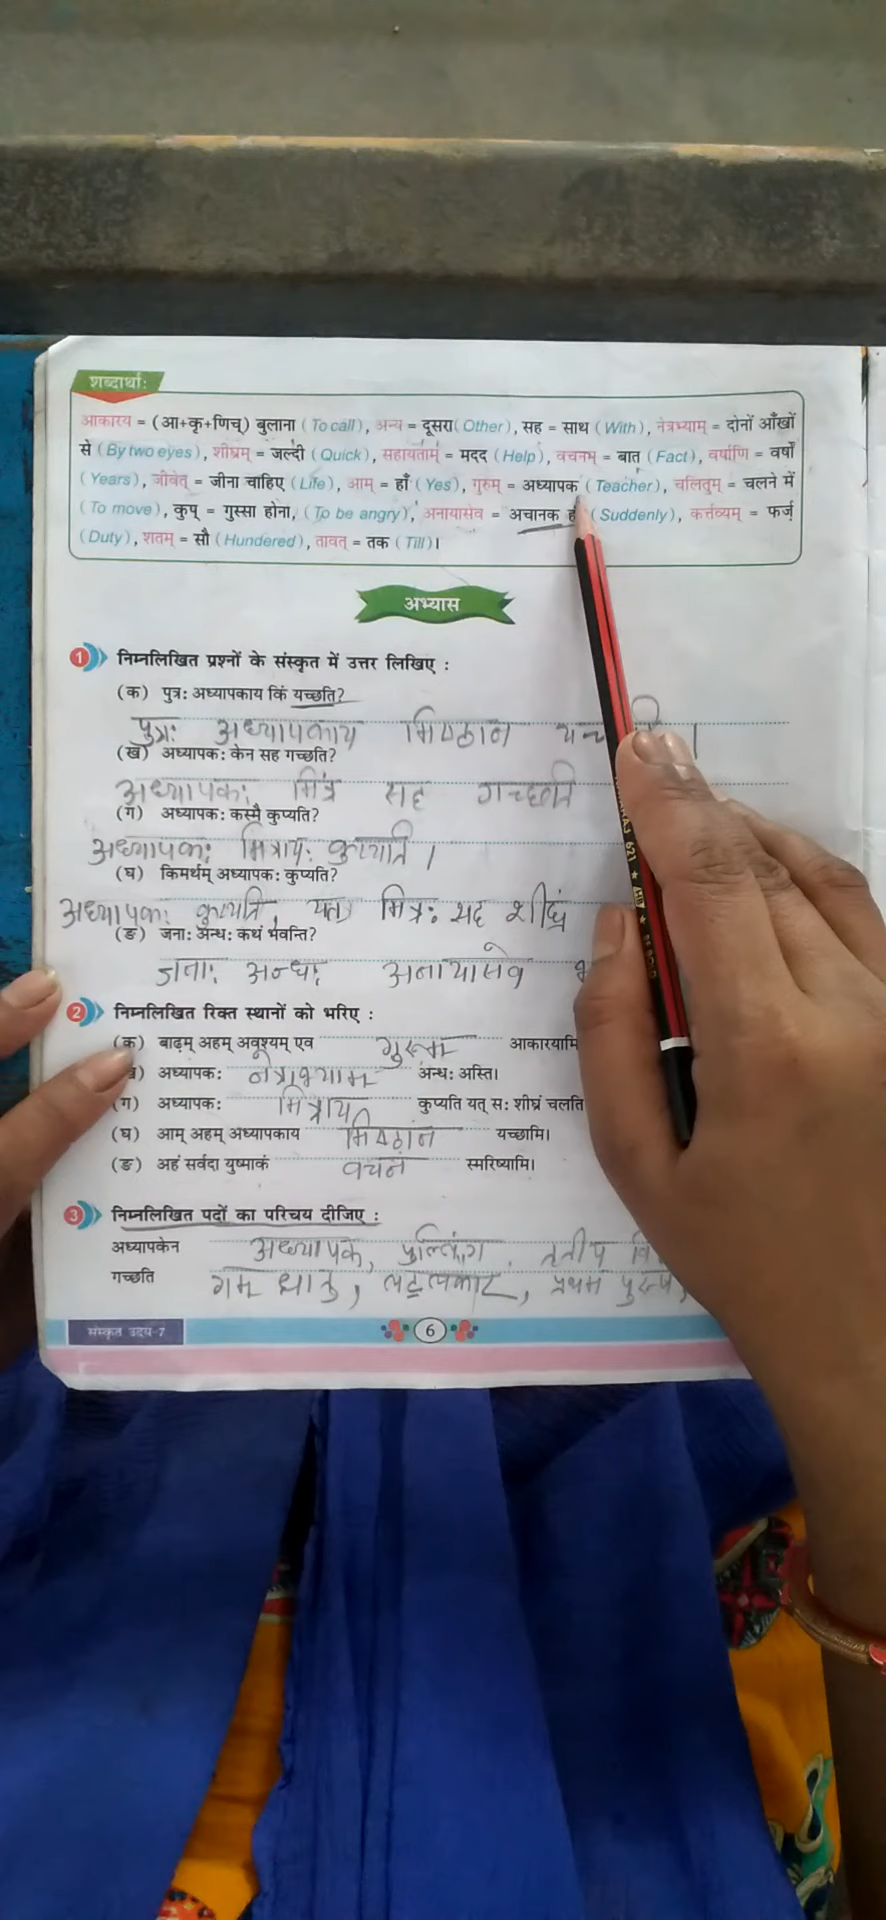 शब्दार्थाः
आकारय = (आ+कृ+णिच्) बुलाना (To call), अन्य = दूसरा (Other), सह = साथ (With), नेत्रभ्याम् = दोनों आँखों
से (By two eyes), शीघ्रम् = जल्दी (Quick), सहायताम् = मदद (Help), वचनम् = बात (Fact), वर्षाणि = वर्षों
(Years), जीवेत् = जीना चाहिए (Life), आम् = हाँ (Yes), गुरुम् = अध्यापक (Teacher), चलितुम् = चलने में
(To move), कुप् = गुस्सा होना, (To be angry), अनायासेव = अचानक (Suddenly), कर्त्तव्यम् = फर्ज़
(Duty), शतम् = सौ (Hundered), तावत् = तक (Till)।
अभ्यास
1 निम्नलिखित प्रश्नों के संस्कृत में उत्तर लिखिए :
(क) पुत्रः अध्यापकाय किं यच्छति?
पुत्रः अध्यापकाय मिष्ठान ।
(ख) अध्यापकः केन सह गच्छति?
अध्यापकः मित्रं सह गच्छति
(ग) अध्यापकः कस्मै कुप्यति?
अध्यापकः मित्रायः कुप्यति ।
(घ) किमर्थम् अध्यापकः कुप्यति?
अध्यापकः कुप्यति, मित्रः सह शीघ्रं
(ङ) जनाः अन्धः कथं भवन्ति?
जनाः अन्धः अनायासेव
2 निम्नलिखित रिक्त स्थानों को भरिए :
(क) बाढ़म् अहम् अवश्यम् एव गुरूम आकारयामि
अध्यापकः नेत्राभ्याम अंन्धः अस्ति।
(ग) अध्यापकः मित्राय कुप्यति यत् सः शीघ्रं चलति
(घ) आम् अहम् अध्यापकाय मिष्ठांन यच्छामि।
(ङ) अहं सर्वदा युष्माकं वचनं स्मरिष्यामि।
3 निम्नलिखित पदों का परिचय दीजिए :
अध्यापकेन अध्यापक, पुल्लिंग, तृतीय
गच्छति गम धातु, लट्लकार, प्रथम पुरूष,
संस्कृत उदय-7
6